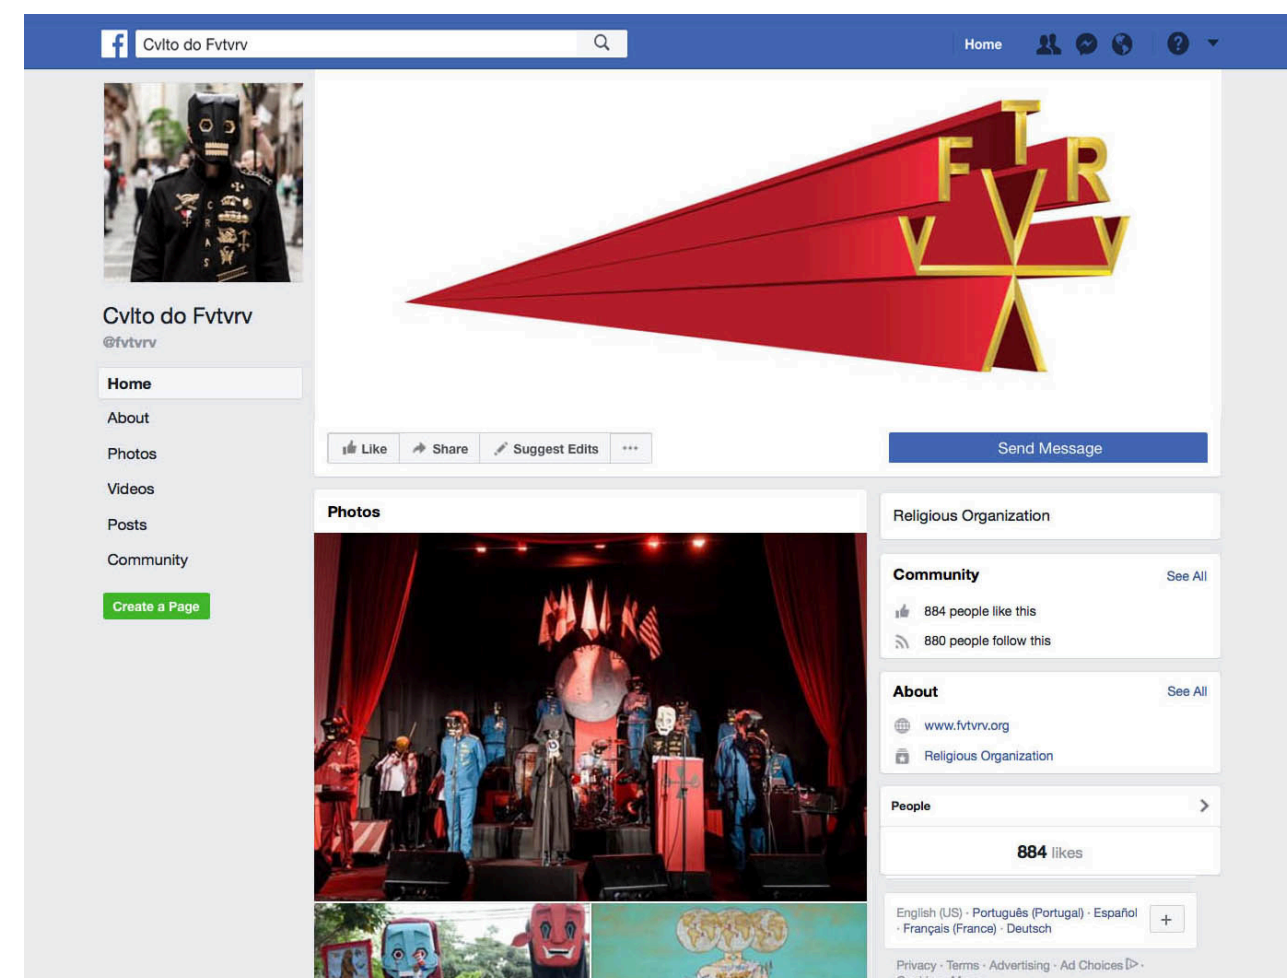 f
Cvlto do Fvtvrv
Home
?
C R A S
F T R
V V V
Cvlto do Fvtvrv
@fvtvrv
Home
About
Photos
Videos
Posts
Community
Create a Page
Like
Share
Suggest Edits
Send Message
Photos
Religious Organization
Community
See All
884 people like this
880 people follow this
About
See All
www.fvtvrv.org
Religious Organization
People
884 likes
English (US) · Português (Portugal) · Español
· Français (France) · Deutsch
+
Privacy · Terms · Advertising · Ad Choices ·